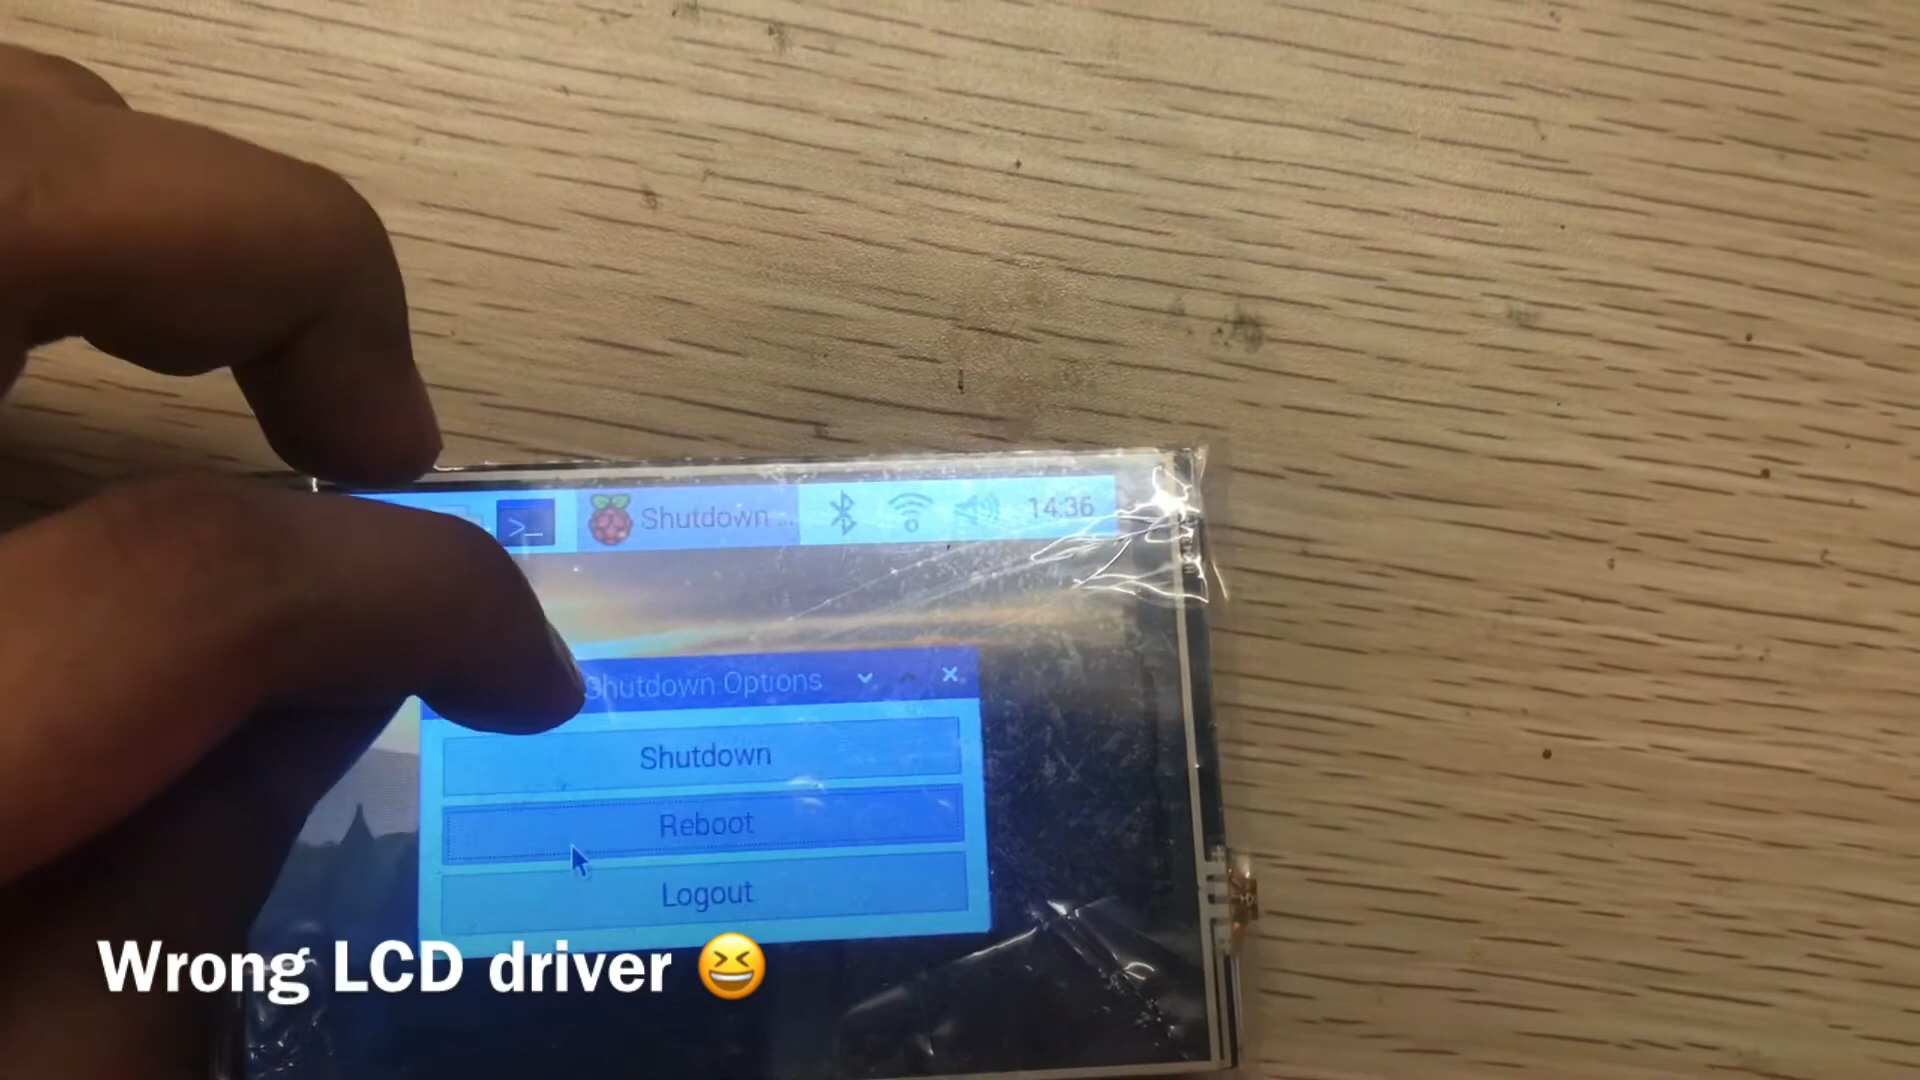 >_
Shutdown ...
14:36
Shutdown Options
Shutdown
Reboot
Logout
Wrong LCD driver 😆